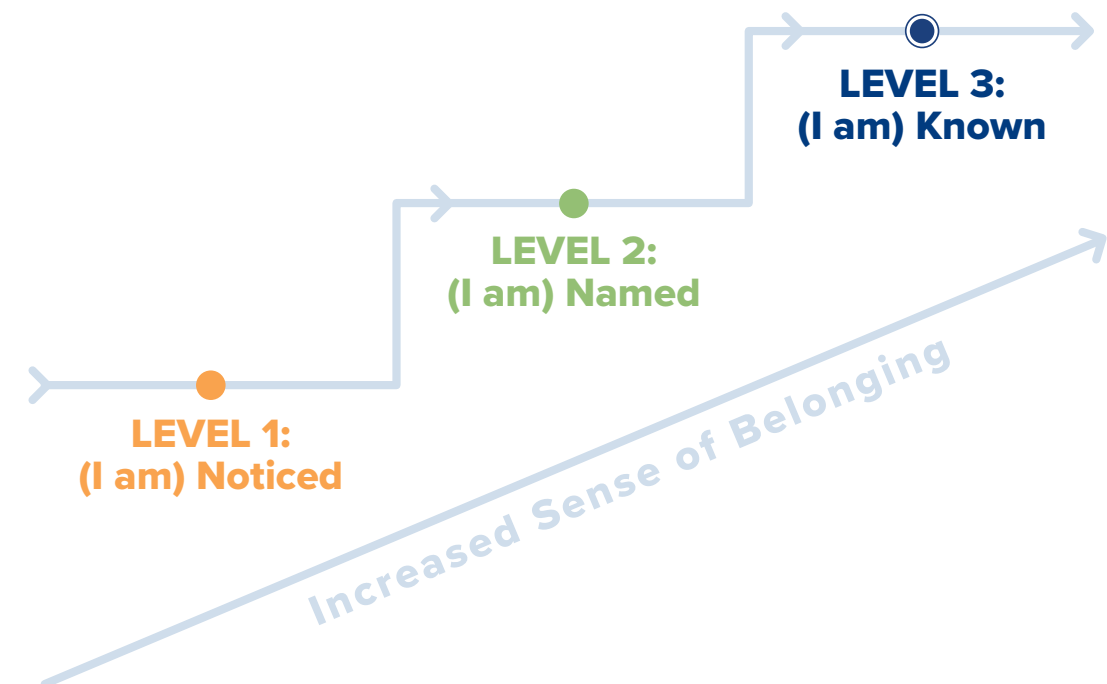 LEVEL 3:
(I am) Known
LEVEL 2:
(I am) Named
LEVEL 1:
(I am) Noticed
Increased Sense of Belonging